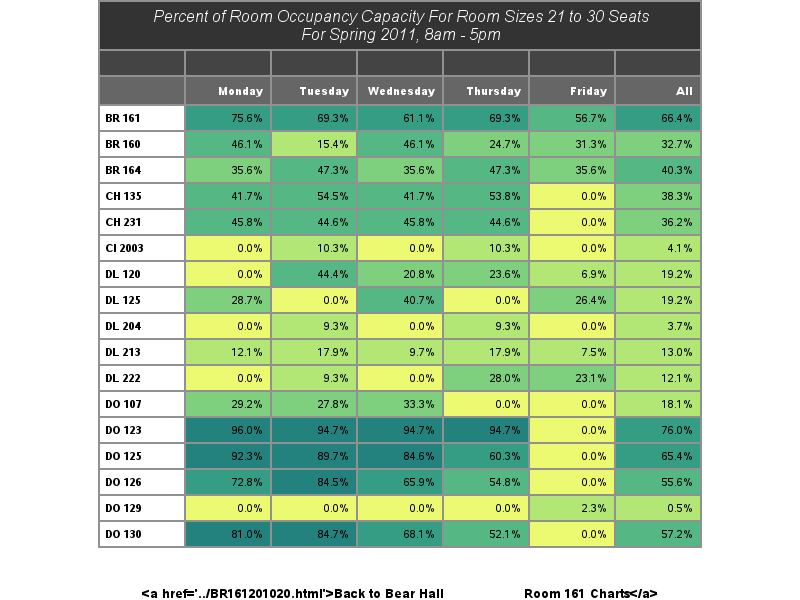 Percent of Room Occupancy Capacity For Room Sizes 21 to 30 Seats
For Spring 2011, 8am - 5pm
Monday Tuesday Wednesday Thursday Friday All
BR 161 75.6% 69.3% 61.1% 69.3% 56.7% 66.4%
BR 160 46.1% 15.4% 46.1% 24.7% 31.3% 32.7%
BR 164 35.6% 47.3% 35.6% 47.3% 35.6% 40.3%
CH 135 41.7% 54.5% 41.7% 53.8% 0.0% 38.3%
CH 231 45.8% 44.6% 45.8% 44.6% 0.0% 36.2%
CI 2003 0.0% 10.3% 0.0% 10.3% 0.0% 4.1%
DL 120 0.0% 44.4% 20.8% 23.6% 6.9% 19.2%
DL 125 28.7% 0.0% 40.7% 0.0% 26.4% 19.2%
DL 204 0.0% 9.3% 0.0% 9.3% 0.0% 3.7%
DL 213 12.1% 17.9% 9.7% 17.9% 7.5% 13.0%
DL 222 0.0% 9.3% 0.0% 28.0% 23.1% 12.1%
DO 107 29.2% 27.8% 33.3% 0.0% 0.0% 18.1%
DO 123 96.0% 94.7% 94.7% 94.7% 0.0% 76.0%
DO 125 92.3% 89.7% 84.6% 60.3% 0.0% 65.4%
DO 126 72.8% 84.5% 65.9% 54.8% 0.0% 55.6%
DO 129 0.0% 0.0% 0.0% 0.0% 2.3% 0.5%
DO 130 81.0% 84.7% 68.1% 52.1% 0.0% 57.2%
<a href='../BR161201020.html'>Back to Bear Hall Room 161 Charts</a>